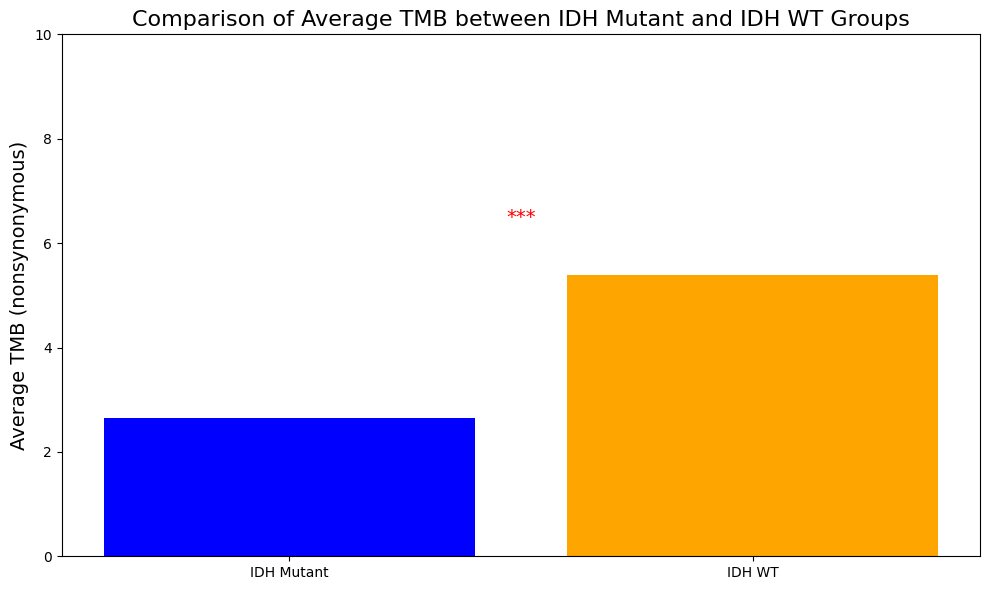 Comparison of Average TMB between IDH Mutant and IDH WT Groups
Average TMB (nonsynonymous)
10
8
6
4
2
0
***
IDH Mutant
IDH WT